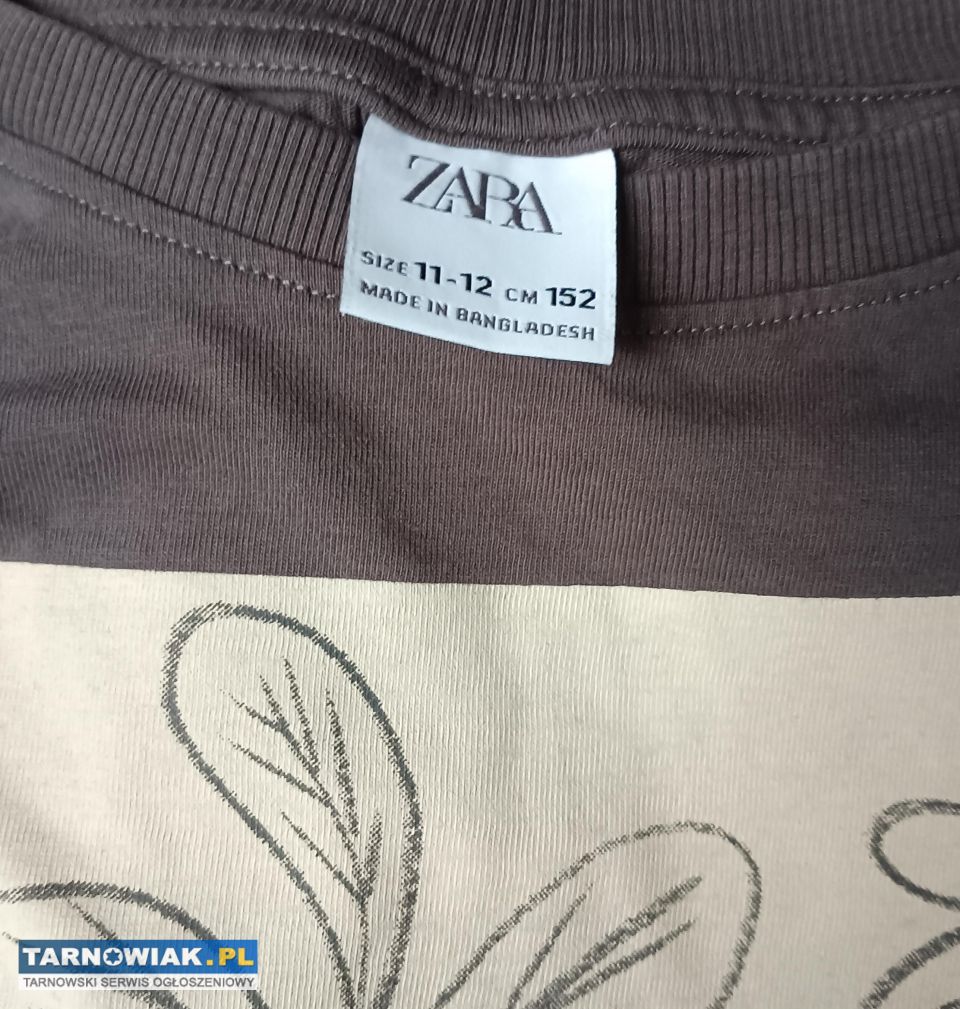 ZARA
SIZE 11-12 CM 152
MADE IN BANGLADESH
TARNOWIAK.PL
TARNOWSKI SERWIS OGŁOSZENIOWY